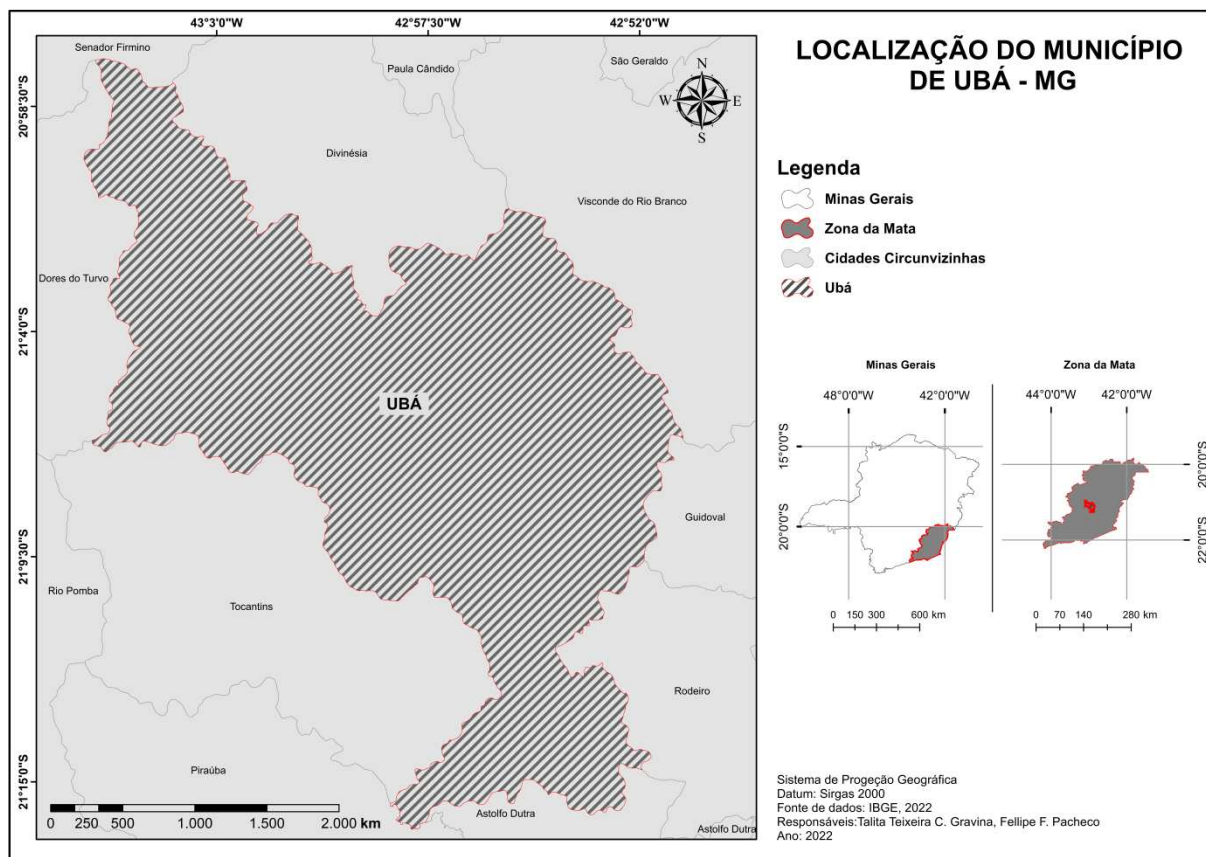 43°3'0"W
42°57'30"W
42°52'0"W
LOCALIZAÇÃO DO MUNICÍPIO
DE UBÁ - MG
Senador Firmino
São Geraldo
Paula Cândido
N
W
E
S
20°58'30"S
Divinésia
Visconde do Rio Branco
Dores do Turvo
21°4'0"S
UBÁ
Guidoval
21°9'30"S
Rio Pomba
Tocantins
Rodeiro
Piraúba
21°15'0"S
Astolfo Dutra
Astolfo Dutra
0 250 500 1.000 1.500 2.000 km
Legenda
Minas Gerais
Zona da Mata
Cidades Circunvizinhas
Ubá
Minas Gerais
48°0'0"W
42°0'0"W
15°0'0"S
20°0'0"S
0 150 300 600 km
Zona da Mata
44°0'0"W
42°0'0"W
20°0'0"S
22°0'0"S
0 70 140 280 km
Sistema de Progeção Geográfica
Datum: Sirgas 2000
Fonte de dados: IBGE, 2022
Responsáveis:Talita Teixeira C. Gravina, Fellipe F. Pacheco
Ano: 2022